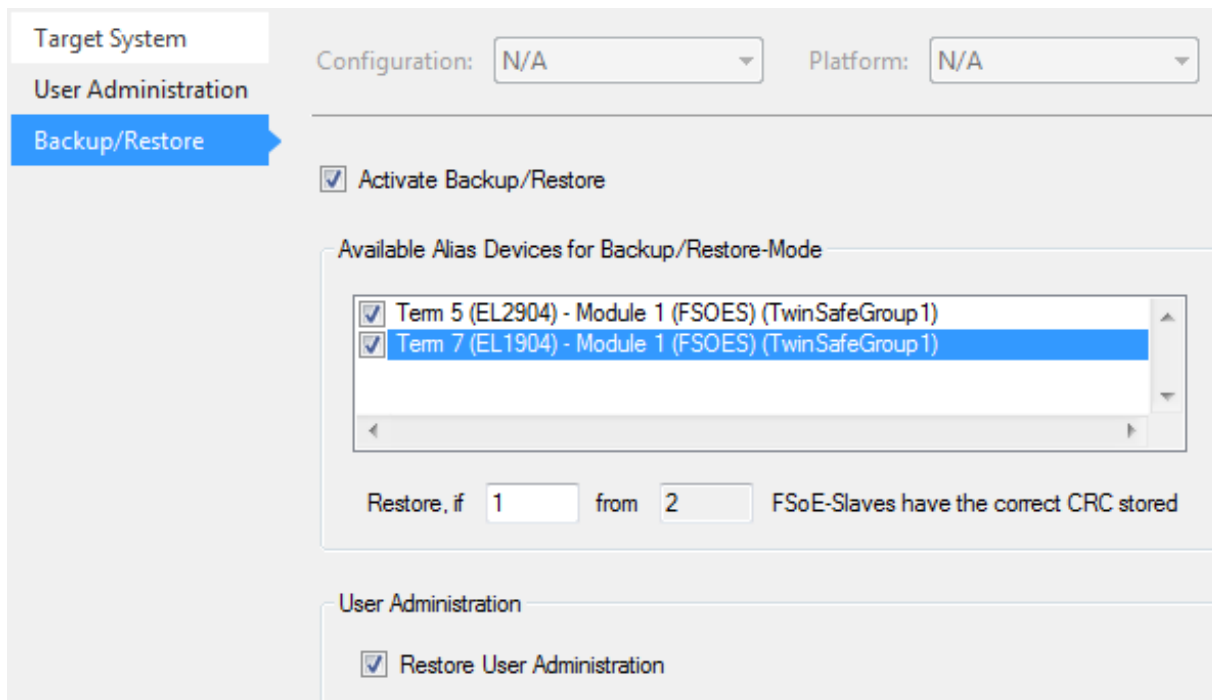 Target System
User Administration
Backup/Restore
Configuration: N/A Platform: N/A
Activate Backup/Restore
Available Alias Devices for Backup/Restore-Mode
Term 5 (EL2904) - Module 1 (FSOES) (TwinSafeGroup1)
Term 7 (EL1904) - Module 1 (FSOES) (TwinSafeGroup1)
Restore, if 1 from 2 FSoE-Slaves have the correct CRC stored
User Administration
Restore User Administration